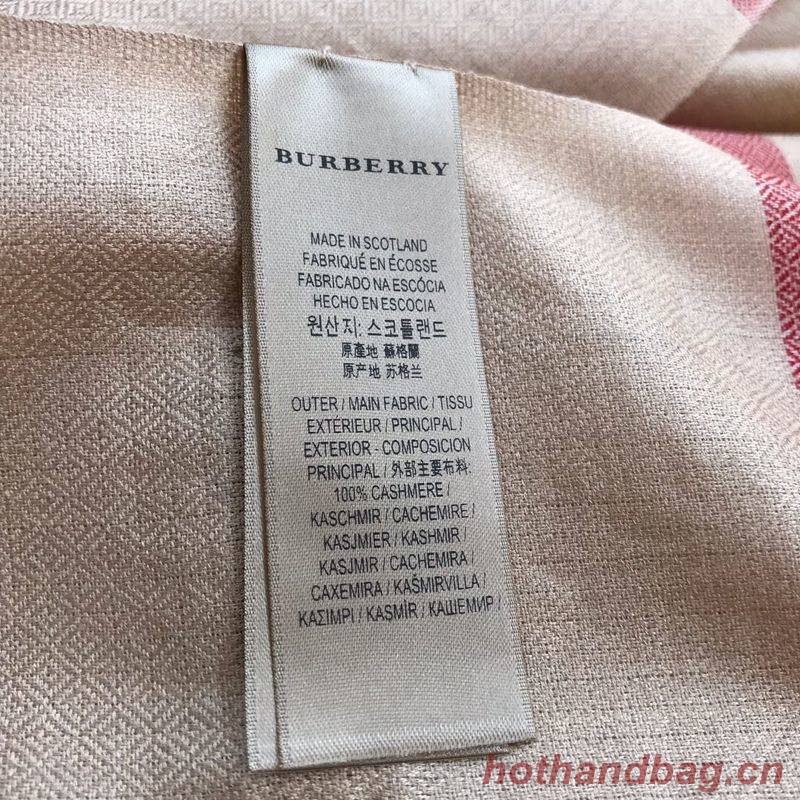 BURBERRY
MADE IN SCOTLAND
FABRIQUÉ EN ÉCOSSE
FABRICADO NA ESCÓCIA
HECHO EN ESCOCIA
원산지: 스코틀랜드
原產地 蘇格蘭
原产地 苏格兰
OUTER / MAIN FABRIC / TISSU
EXTÉRIEUR / PRINCIPAL /
EXTERIOR - COMPOSICION
PRINCIPAL / 外部主要布料:
100% CASHMERE /
KASCHMIR / CACHEMIRE /
KASJMIER / KASHMIR /
KASJMIR / CACHEMIRA /
CAXEMIRA / KAŠMIRVILLA /
ΚΑΣΙΜΡΙ / KAŞMİR / КАШЕМИР /
hothandbag.cn